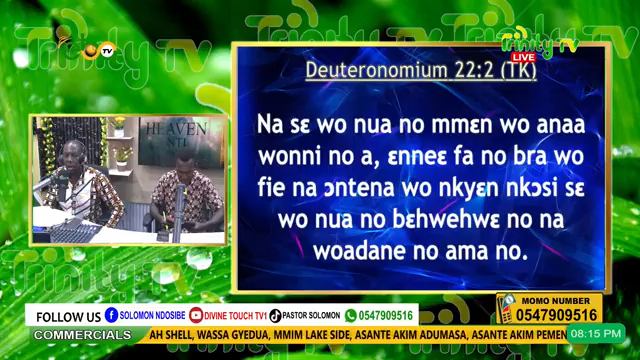 Trinity TV
LIVE
Deuteronomium 22:2 (TK)
Na sɛ wo nua no mmɛn wo anaa
wonni no a, ɛnneɛ fa no bra wo
fie na ɔntena wo nkyɛn nkɔsi sɛ
wo nua no bɛhwehwɛ no na
woadane no ama no.
HEAVEN
FOLLOW US
SOLOMON NDOSIBE
DIVINE TOUCH TV1
PASTOR SOLOMON
0547909516
MOMO NUMBER
0547909516
COMMERCIALS
AH SHELL, WASSA GYEDUA, MMIM LAKE SIDE, ASANTE AKIM ADUMASA, ASANTE AKIM PEMEN
08:15 PM